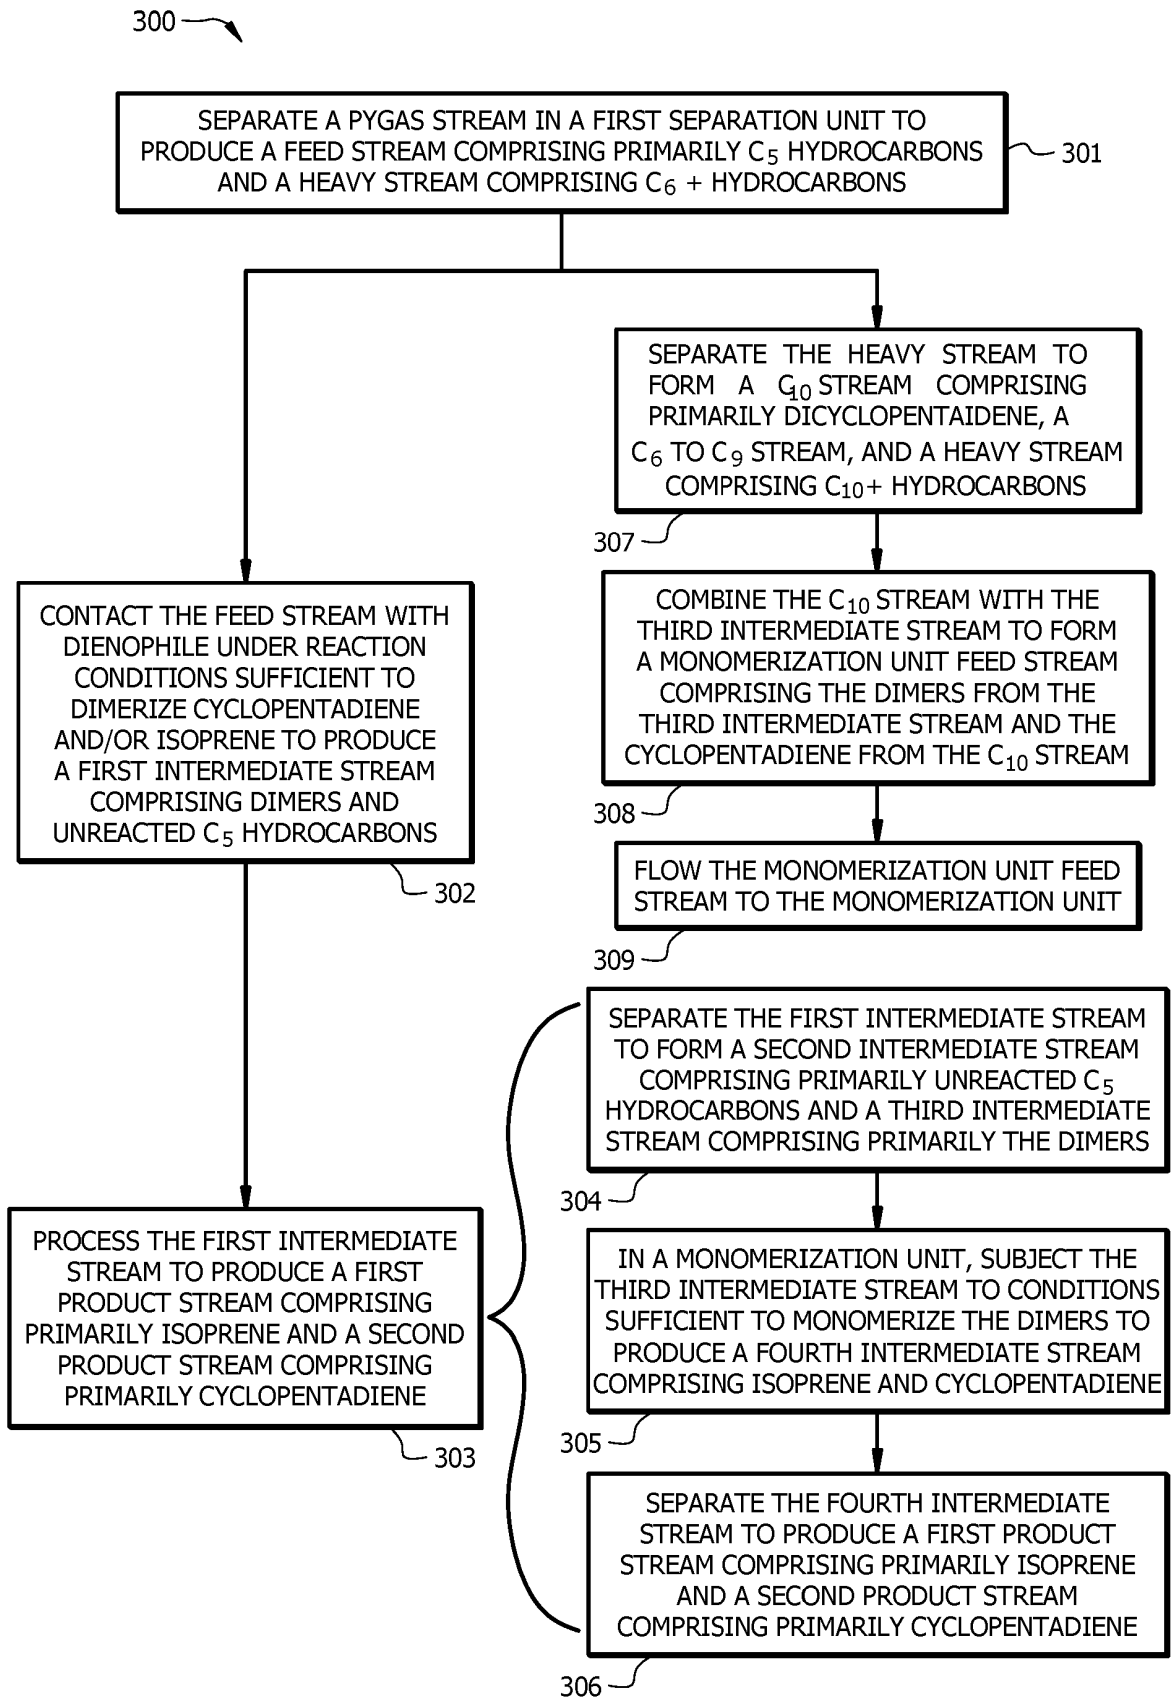 300
SEPARATE A PYGAS STREAM IN A FIRST SEPARATION UNIT TO
PRODUCE A FEED STREAM COMPRISING PRIMARILY C5 HYDROCARBONS
AND A HEAVY STREAM COMPRISING C6 + HYDROCARBONS
301
SEPARATE THE HEAVY STREAM TO
FORM A C10 STREAM COMPRISING
PRIMARILY DICYCLOPENTAIDENE, A
C6 TO C9 STREAM, AND A HEAVY STREAM
COMPRISING C10+ HYDROCARBONS
307
CONTACT THE FEED STREAM WITH
DIENOPHILE UNDER REACTION
CONDITIONS SUFFICIENT TO
DIMERIZE CYCLOPENTADIENE
AND/OR ISOPRENE TO PRODUCE
A FIRST INTERMEDIATE STREAM
COMPRISING DIMERS AND
UNREACTED C5 HYDROCARBONS
302
COMBINE THE C10 STREAM WITH THE
THIRD INTERMEDIATE STREAM TO FORM
A MONOMERIZATION UNIT FEED STREAM
COMPRISING THE DIMERS FROM THE
THIRD INTERMEDIATE STREAM AND THE
CYCLOPENTADIENE FROM THE C10 STREAM
308
FLOW THE MONOMERIZATION UNIT FEED
STREAM TO THE MONOMERIZATION UNIT
309
PROCESS THE FIRST INTERMEDIATE
STREAM TO PRODUCE A FIRST
PRODUCT STREAM COMPRISING
PRIMARILY ISOPRENE AND A SECOND
PRODUCT STREAM COMPRISING
PRIMARILY CYCLOPENTADIENE
303
SEPARATE THE FIRST INTERMEDIATE STREAM
TO FORM A SECOND INTERMEDIATE STREAM
COMPRISING PRIMARILY UNREACTED C5
HYDROCARBONS AND A THIRD INTERMEDIATE
STREAM COMPRISING PRIMARILY THE DIMERS
304
IN A MONOMERIZATION UNIT, SUBJECT THE
THIRD INTERMEDIATE STREAM TO CONDITIONS
SUFFICIENT TO MONOMERIZE THE DIMERS TO
PRODUCE A FOURTH INTERMEDIATE STREAM
COMPRISING ISOPRENE AND CYCLOPENTADIENE
305
SEPARATE THE FOURTH INTERMEDIATE
STREAM TO PRODUCE A FIRST PRODUCT
STREAM COMPRISING PRIMARILY ISOPRENE
AND A SECOND PRODUCT STREAM
COMPRISING PRIMARILY CYCLOPENTADIENE
306